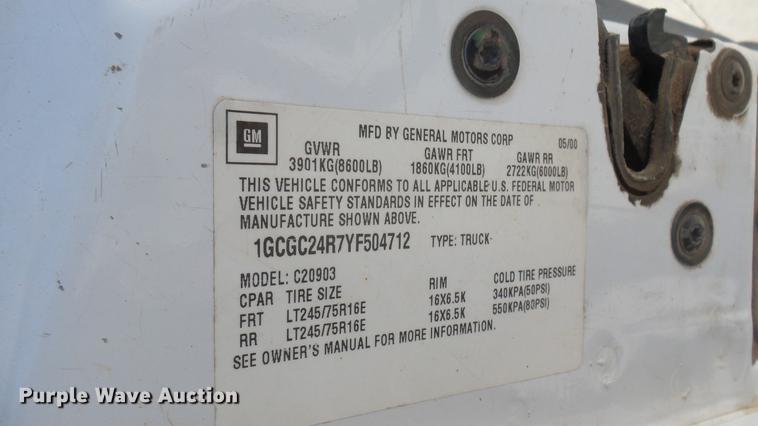 GM
MFD BY GENERAL MOTORS CORP 05/00
GVWR GAWR FRT GAWR RR
3901KG(8600LB) 1860KG(4100LB) 2722KG(6000LB)
THIS VEHICLE CONFORMS TO ALL APPLICABLE U.S. FEDERAL MOTOR
VEHICLE SAFETY STANDARDS IN EFFECT ON THE DATE OF
MANUFACTURE SHOWN ABOVE.
1GCGC24R7YF504712 TYPE: TRUCK
MODEL: C20903
CPAR TIRE SIZE RIM COLD TIRE PRESSURE
FRT LT245/75R16E 16X6.5K 340KPA(50PSI)
RR LT245/75R16E 16X6.5K 550KPA(80PSI)
SEE OWNER'S MANUAL FOR MORE INFORMATION.
Purple Wave Auction